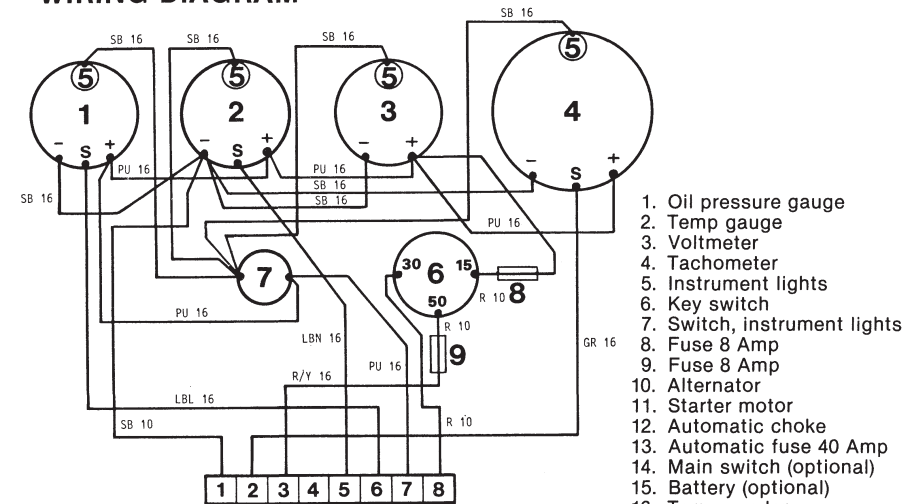 WIRING DIAGRAM
SB 16
SB 16
SB 16
SB 16
5
5
5
5
1
2
3
4
- S +
- S +
- +
- S +
PU 16
PU 16
SB 16
SB 16
SB 16
PU 16
7
30 6 15
50
8
R 10
R 10
9
PU 16
LBN 16
PU 16
R/Y 16
GR 16
LBL 16
SB 10
R 10
1 2 3 4 5 6 7 8
1. Oil pressure gauge
2. Temp gauge
3. Voltmeter
4. Tachometer
5. Instrument lights
6. Key switch
7. Switch, instrument lights
8. Fuse 8 Amp
9. Fuse 8 Amp
10. Alternator
11. Starter motor
12. Automatic choke
13. Automatic fuse 40 Amp
14. Main switch (optional)
15. Battery (optional)